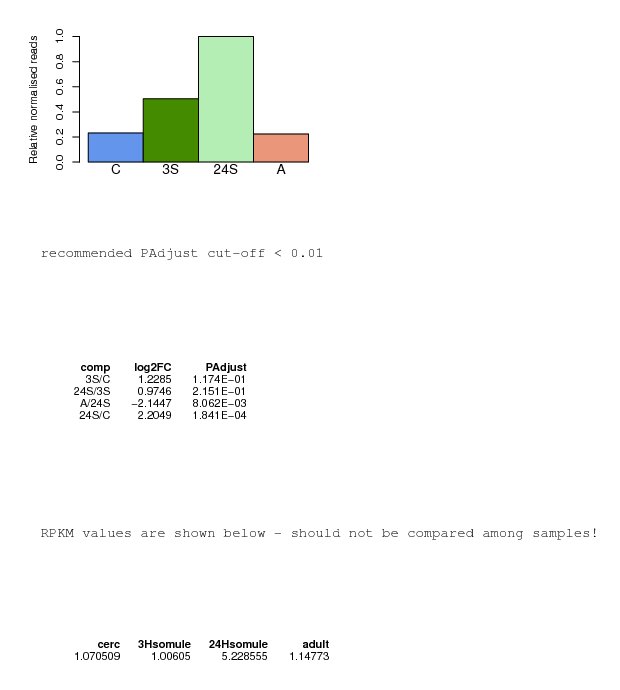 Relative normalised reads
1.0
0.8
0.6
0.4
0.2
0.0
C 3S 24S A
recommended PAdjust cut-off < 0.01
comp log2FC PAdjust
3S/C 1.2285 1.174E-01
24S/3S 0.9746 2.151E-01
A/24S -2.1447 8.062E-03
24S/C 2.2049 1.841E-04
RPKM values are shown below - should not be compared among samples!
cerc 3Hsomule 24Hsomule adult
1.070509 1.00605 5.228555 1.14773